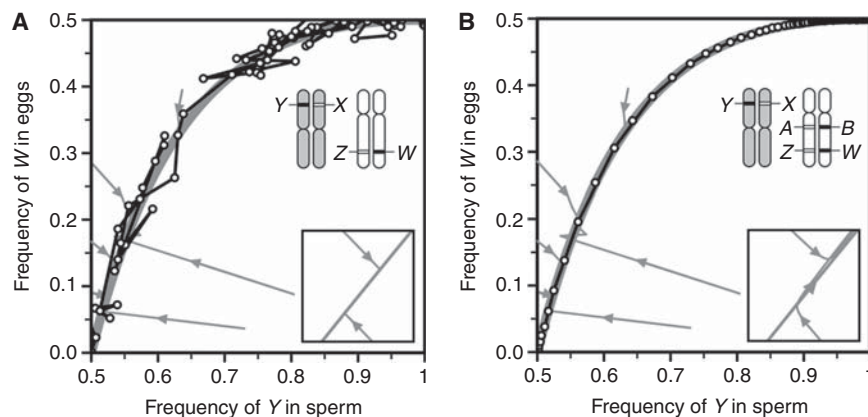 A
Frequency of W in eggs
0.5
0.4
0.3
0.2
0.1
0.0
Y X
Z W
0.5 0.6 0.7 0.8 0.9 1
Frequency of Y in sperm
B
Frequency of W in eggs
0.5
0.4
0.3
0.2
0.1
0.0
Y X
A B
Z W
0.5 0.6 0.7 0.8 0.9 1
Frequency of Y in sperm